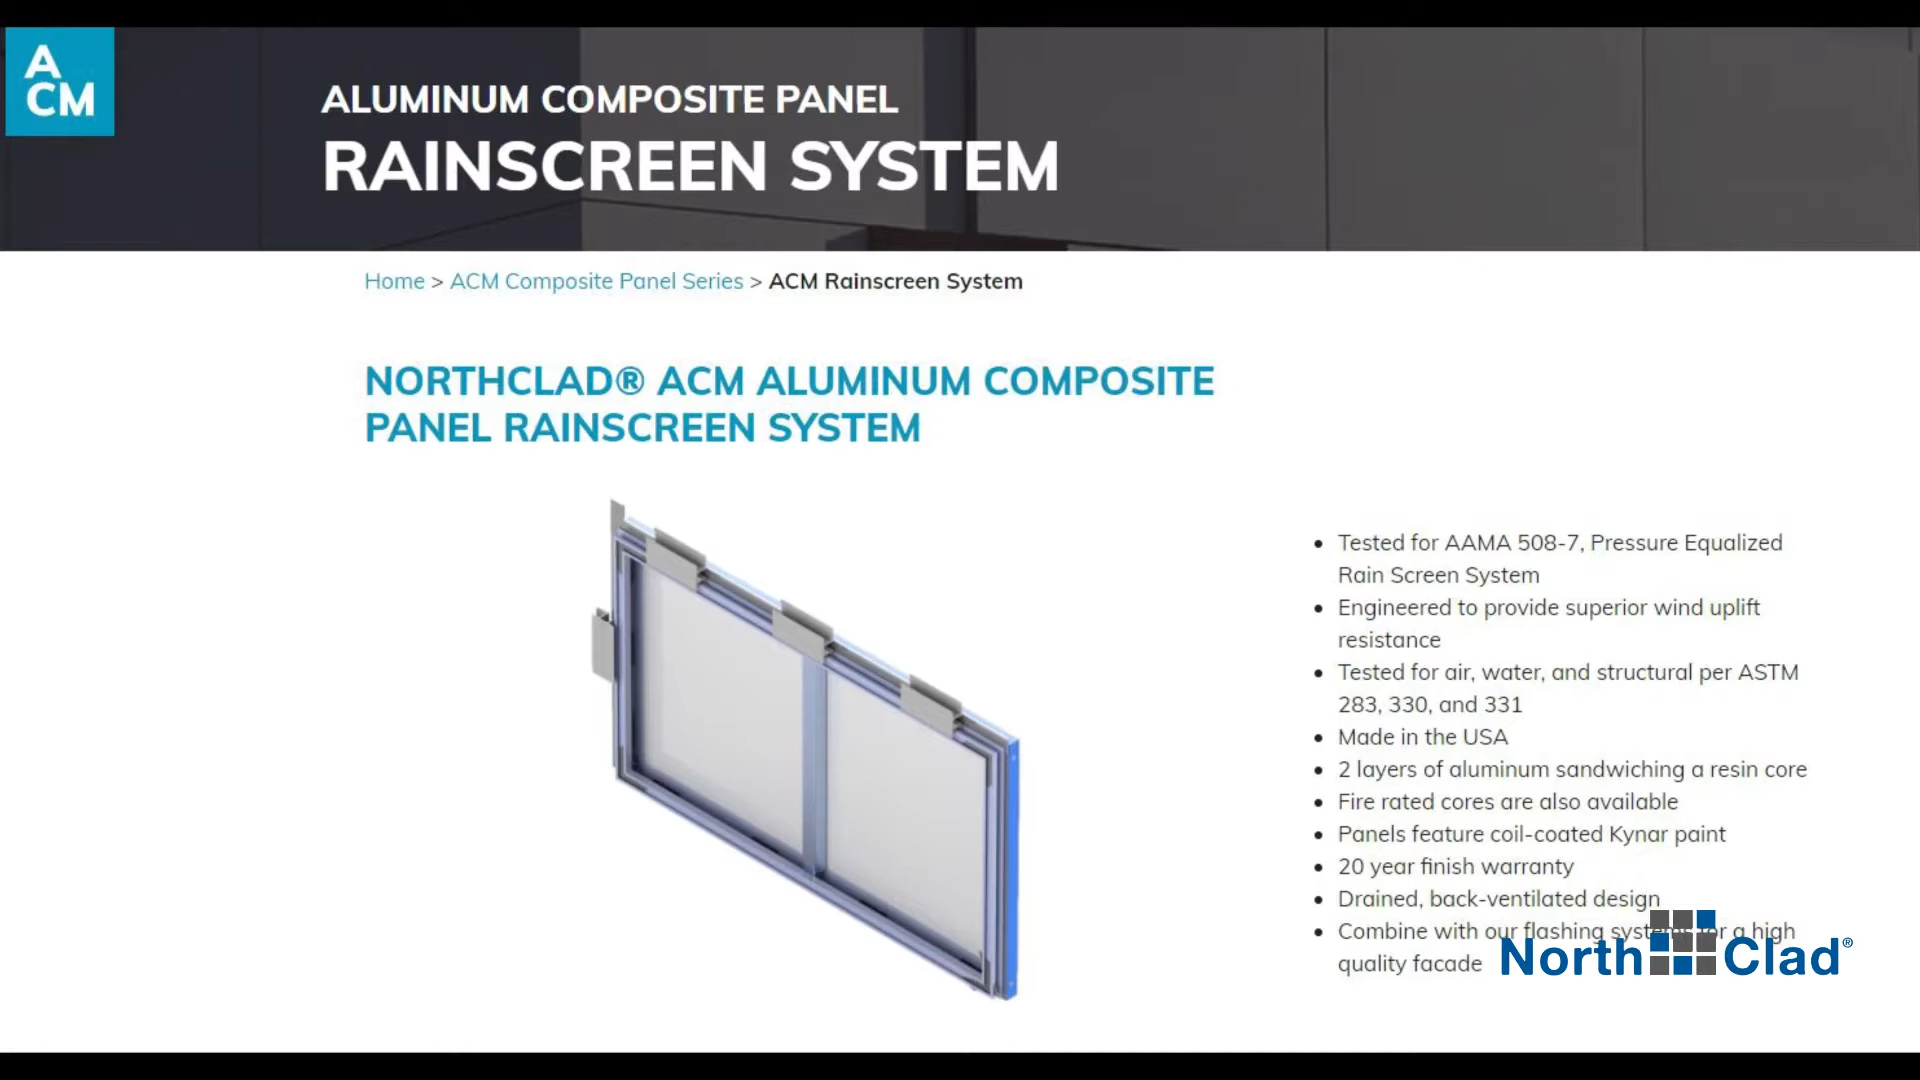 A
CM
ALUMINUM COMPOSITE PANEL
RAINSCREEN SYSTEM
Home > ACM Composite Panel Series > ACM Rainscreen System
NORTHCLAD® ACM ALUMINUM COMPOSITE
PANEL RAINSCREEN SYSTEM
• Tested for AAMA 508-7, Pressure Equalized
Rain Screen System
• Engineered to provide superior wind uplift
resistance
• Tested for air, water, and structural per ASTM
283, 330, and 331
• Made in the USA
• 2 layers of aluminum sandwiching a resin core
• Fire rated cores are also available
• Panels feature coil-coated Kynar paint
• 20 year finish warranty
• Drained, back-ventilated design
• Combine with our flashing systems for a high
quality facade
North Clad®